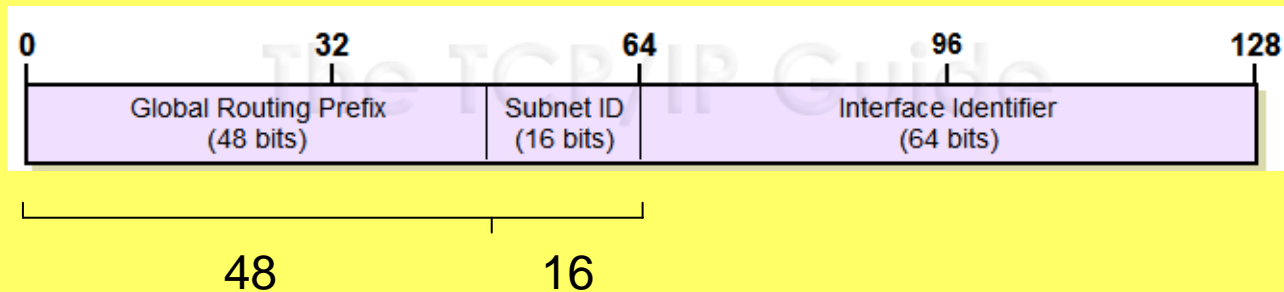 0 32 64 96 128
The TCP/IP Guide
Global Routing Prefix Subnet ID Interface Identifier
(48 bits) (16 bits) (64 bits)
48 16